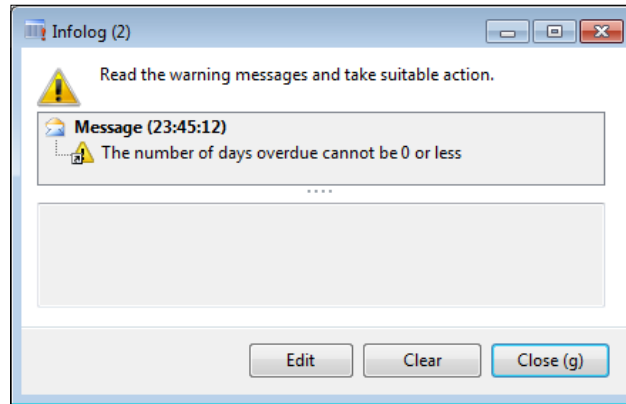 Infolog (2)
Read the warning messages and take suitable action.
Message (23:45:12)
The number of days overdue cannot be 0 or less
Edit
Clear
Close (g)